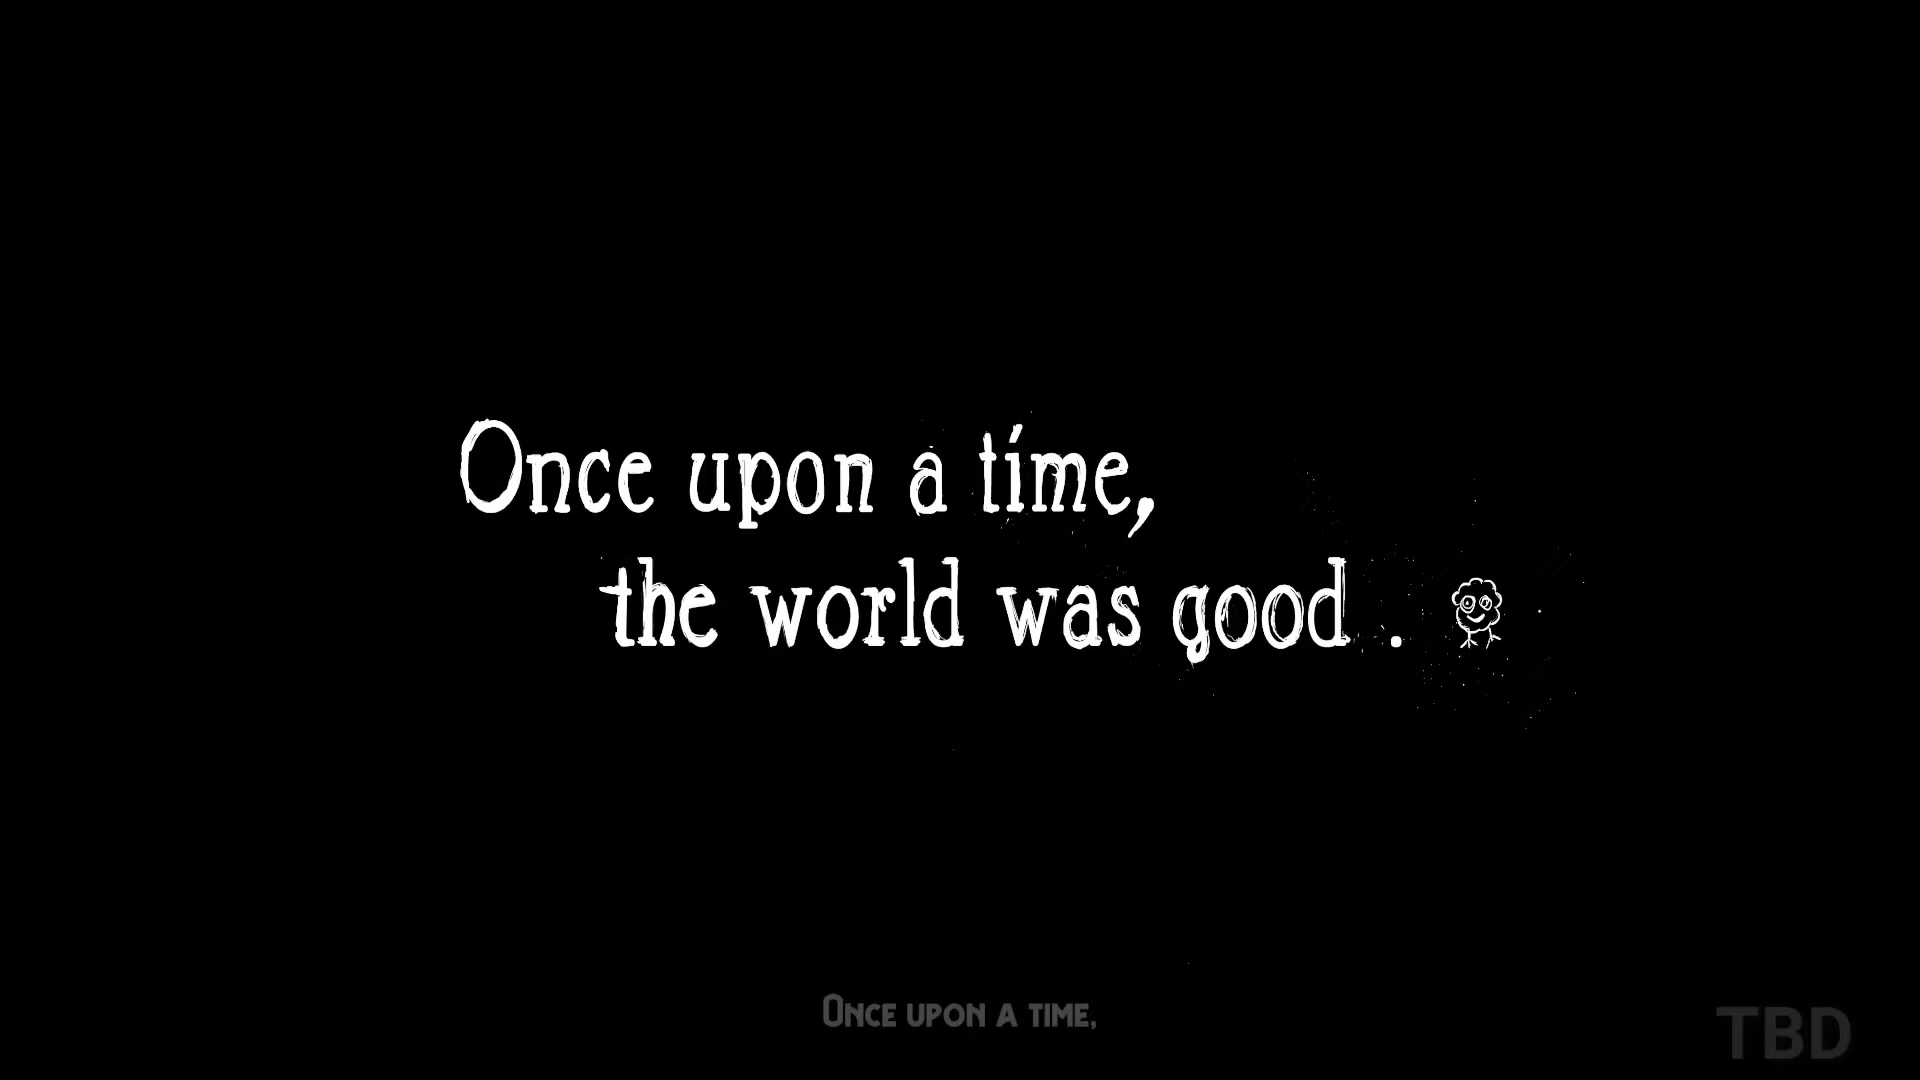 Once upon a time,
the world was good .
Once upon a time,
TBD